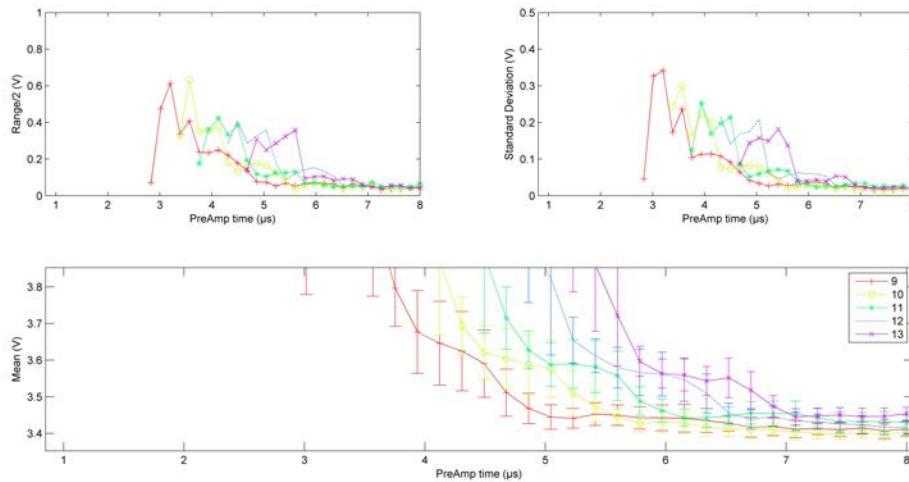 1
0.8
0.6
0.4
0.2
0
Range/2 (V)
1 2 3 4 5 6 7 8
PreAmp time (µs)
0.5
0.4
0.3
0.2
0.1
0
Standard Deviation (V)
1 2 3 4 5 6 7
PreAmp time (µs)
3.8
3.7
3.6
3.5
3.4
Mean (V)
1 2 3 4 5 6 7 8
PreAmp time (µs)
9
10
11
12
13